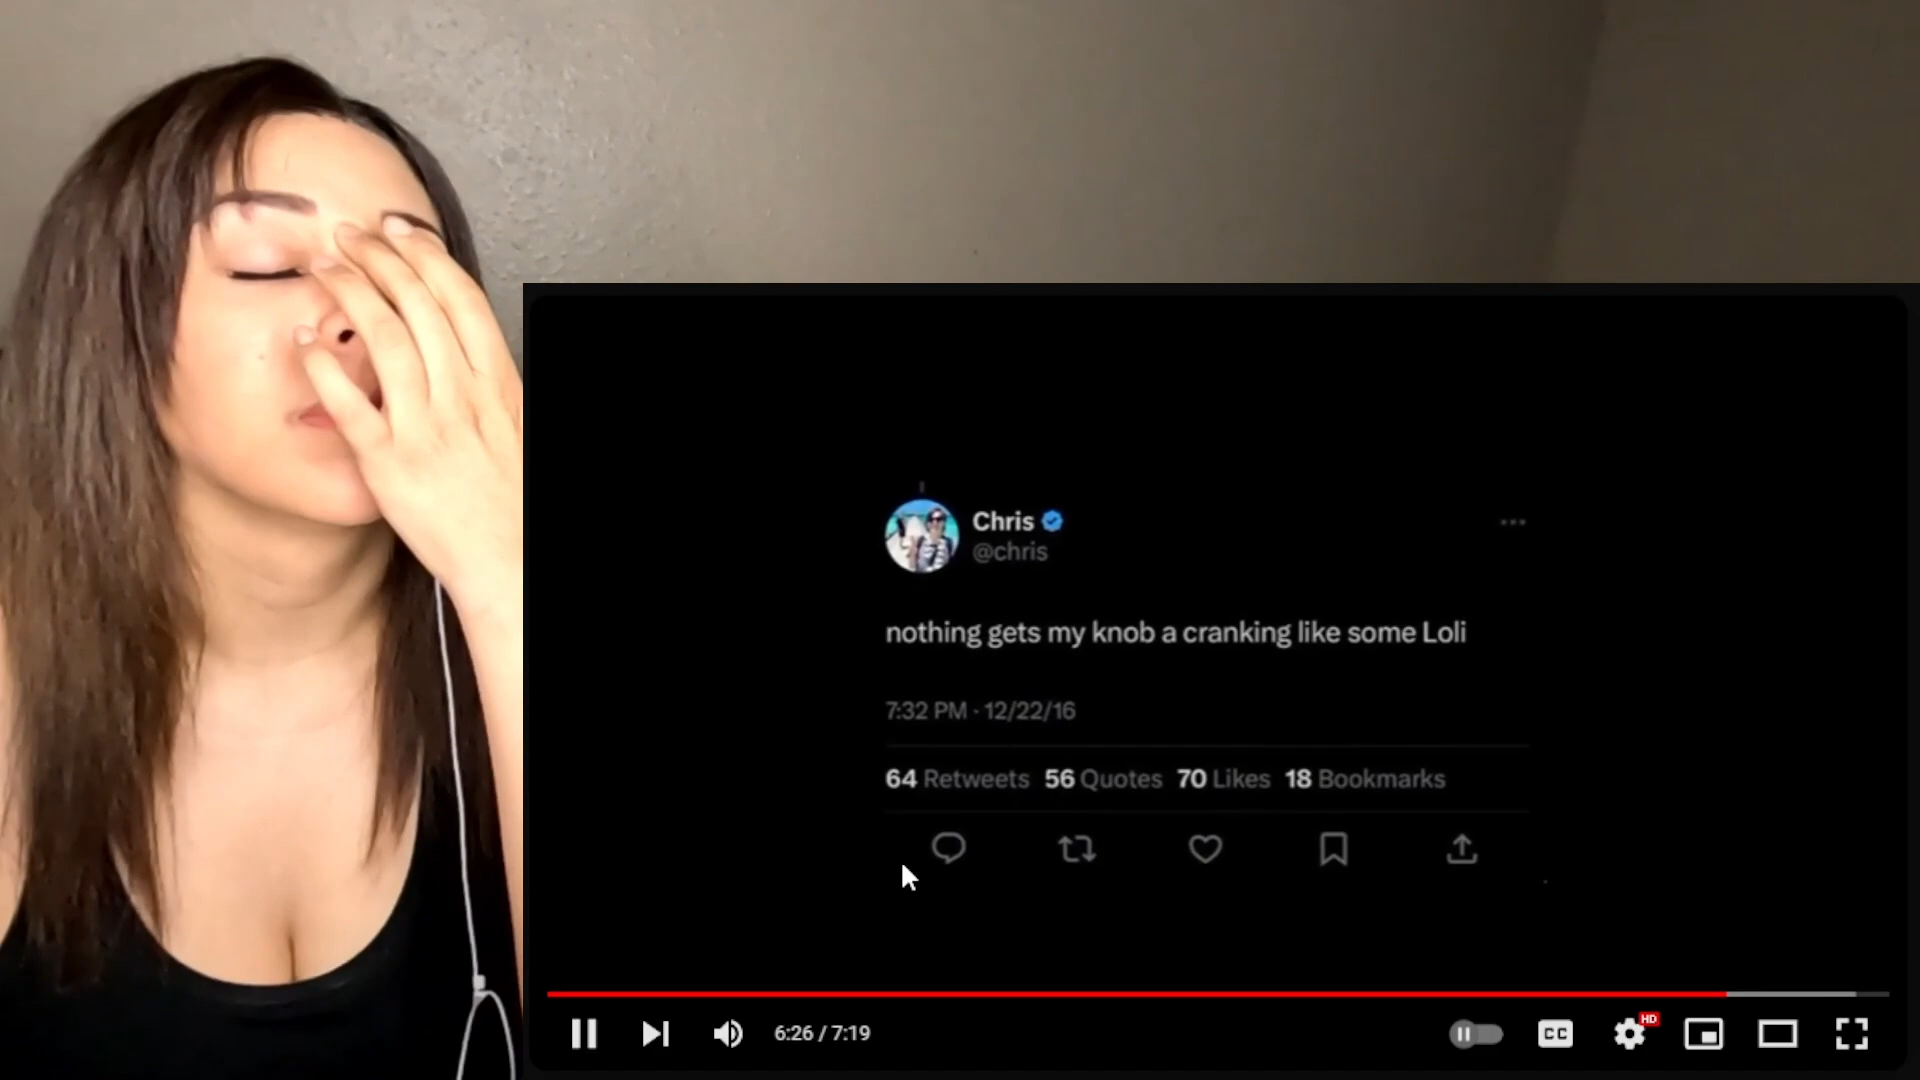 Chris
@chris
nothing gets my knob a cranking like some Loli
7:32 PM · 12/22/16
64 Retweets 56 Quotes 70 Likes 18 Bookmarks
6:26 / 7:19
CC
HD